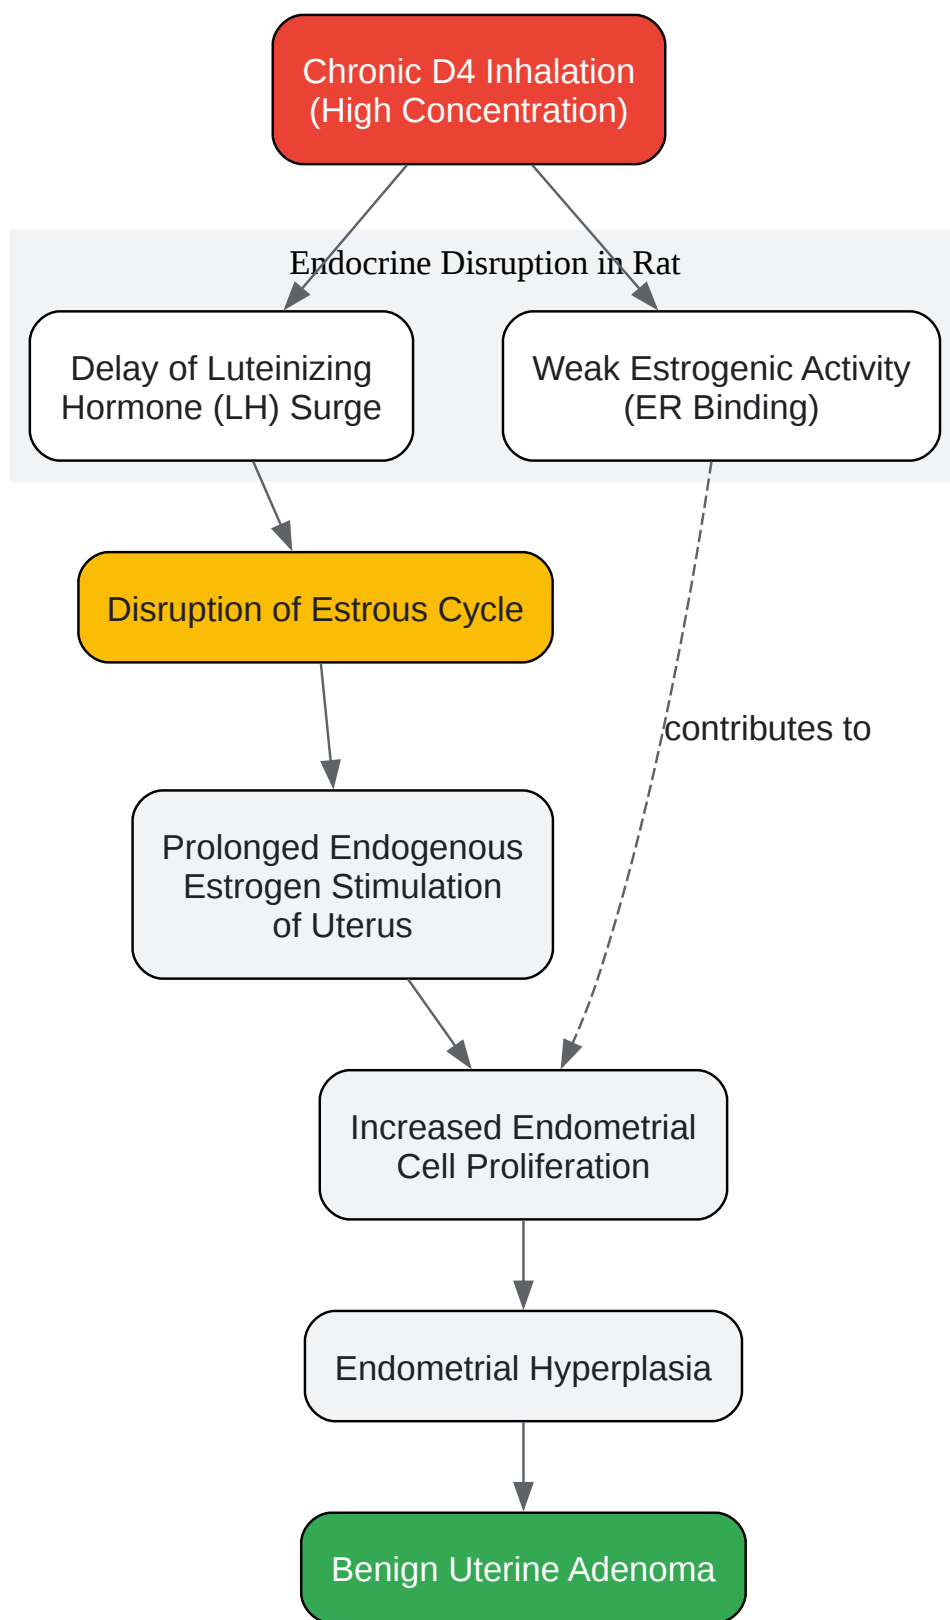 Chronic D4 Inhalation
(High Concentration)
Endocrine Disruption in Rat
Delay of Luteinizing
Hormone (LH) Surge
Weak Estrogenic Activity
(ER Binding)
Disruption of Estrous Cycle
contributes to
Prolonged Endogenous
Estrogen Stimulation
of Uterus
Increased Endometrial
Cell Proliferation
Endometrial Hyperplasia
Benign Uterine Adenoma